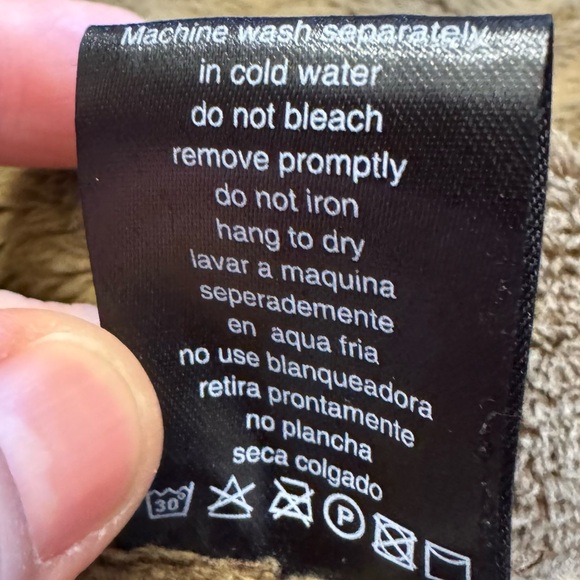 Machine wash separately
in cold water
do not bleach
remove promptly
do not iron
hang to dry
lavar a maquina
seperademente
en aqua fria
no use blanqueadora
retira prontamente
no plancha
seca colgado
30° P